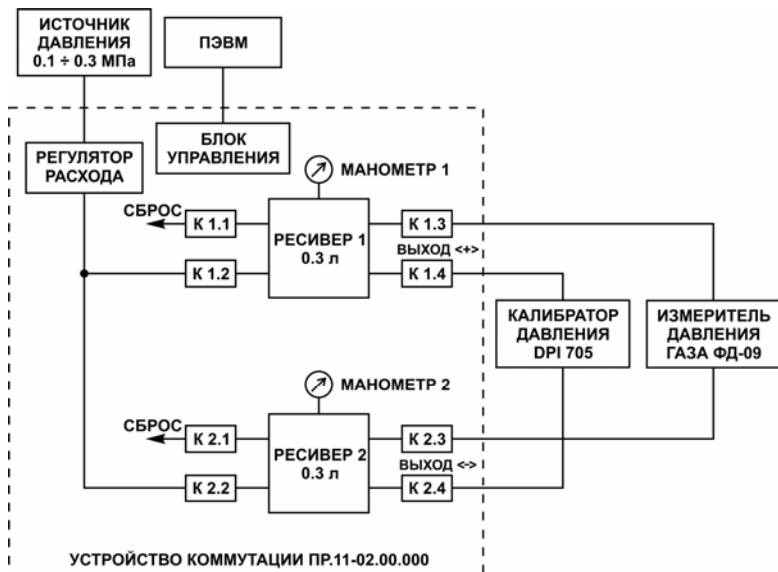 ИСТОЧНИК
ДАВЛЕНИЯ
0.1 ÷ 0.3 МПа
ПЭВМ
БЛОК
УПРАВЛЕНИЯ
РЕГУЛЯТОР
РАСХОДА
МАНОМЕТР 1
СБРОС
К 1.1
К 1.3
РЕСИВЕР 1
0.3 л
ВЫХОД <+>
К 1.2
К 1.4
КАЛИБРАТОР
ДАВЛЕНИЯ
DPI 705
ИЗМЕРИТЕЛЬ
ДАВЛЕНИЯ
ГАЗА ФД-09
МАНОМЕТР 2
СБРОС
К 2.1
К 2.3
РЕСИВЕР 2
0.3 л
ВЫХОД <->
К 2.2
К 2.4
УСТРОЙСТВО КОММУТАЦИИ ПР.11-02.00.000